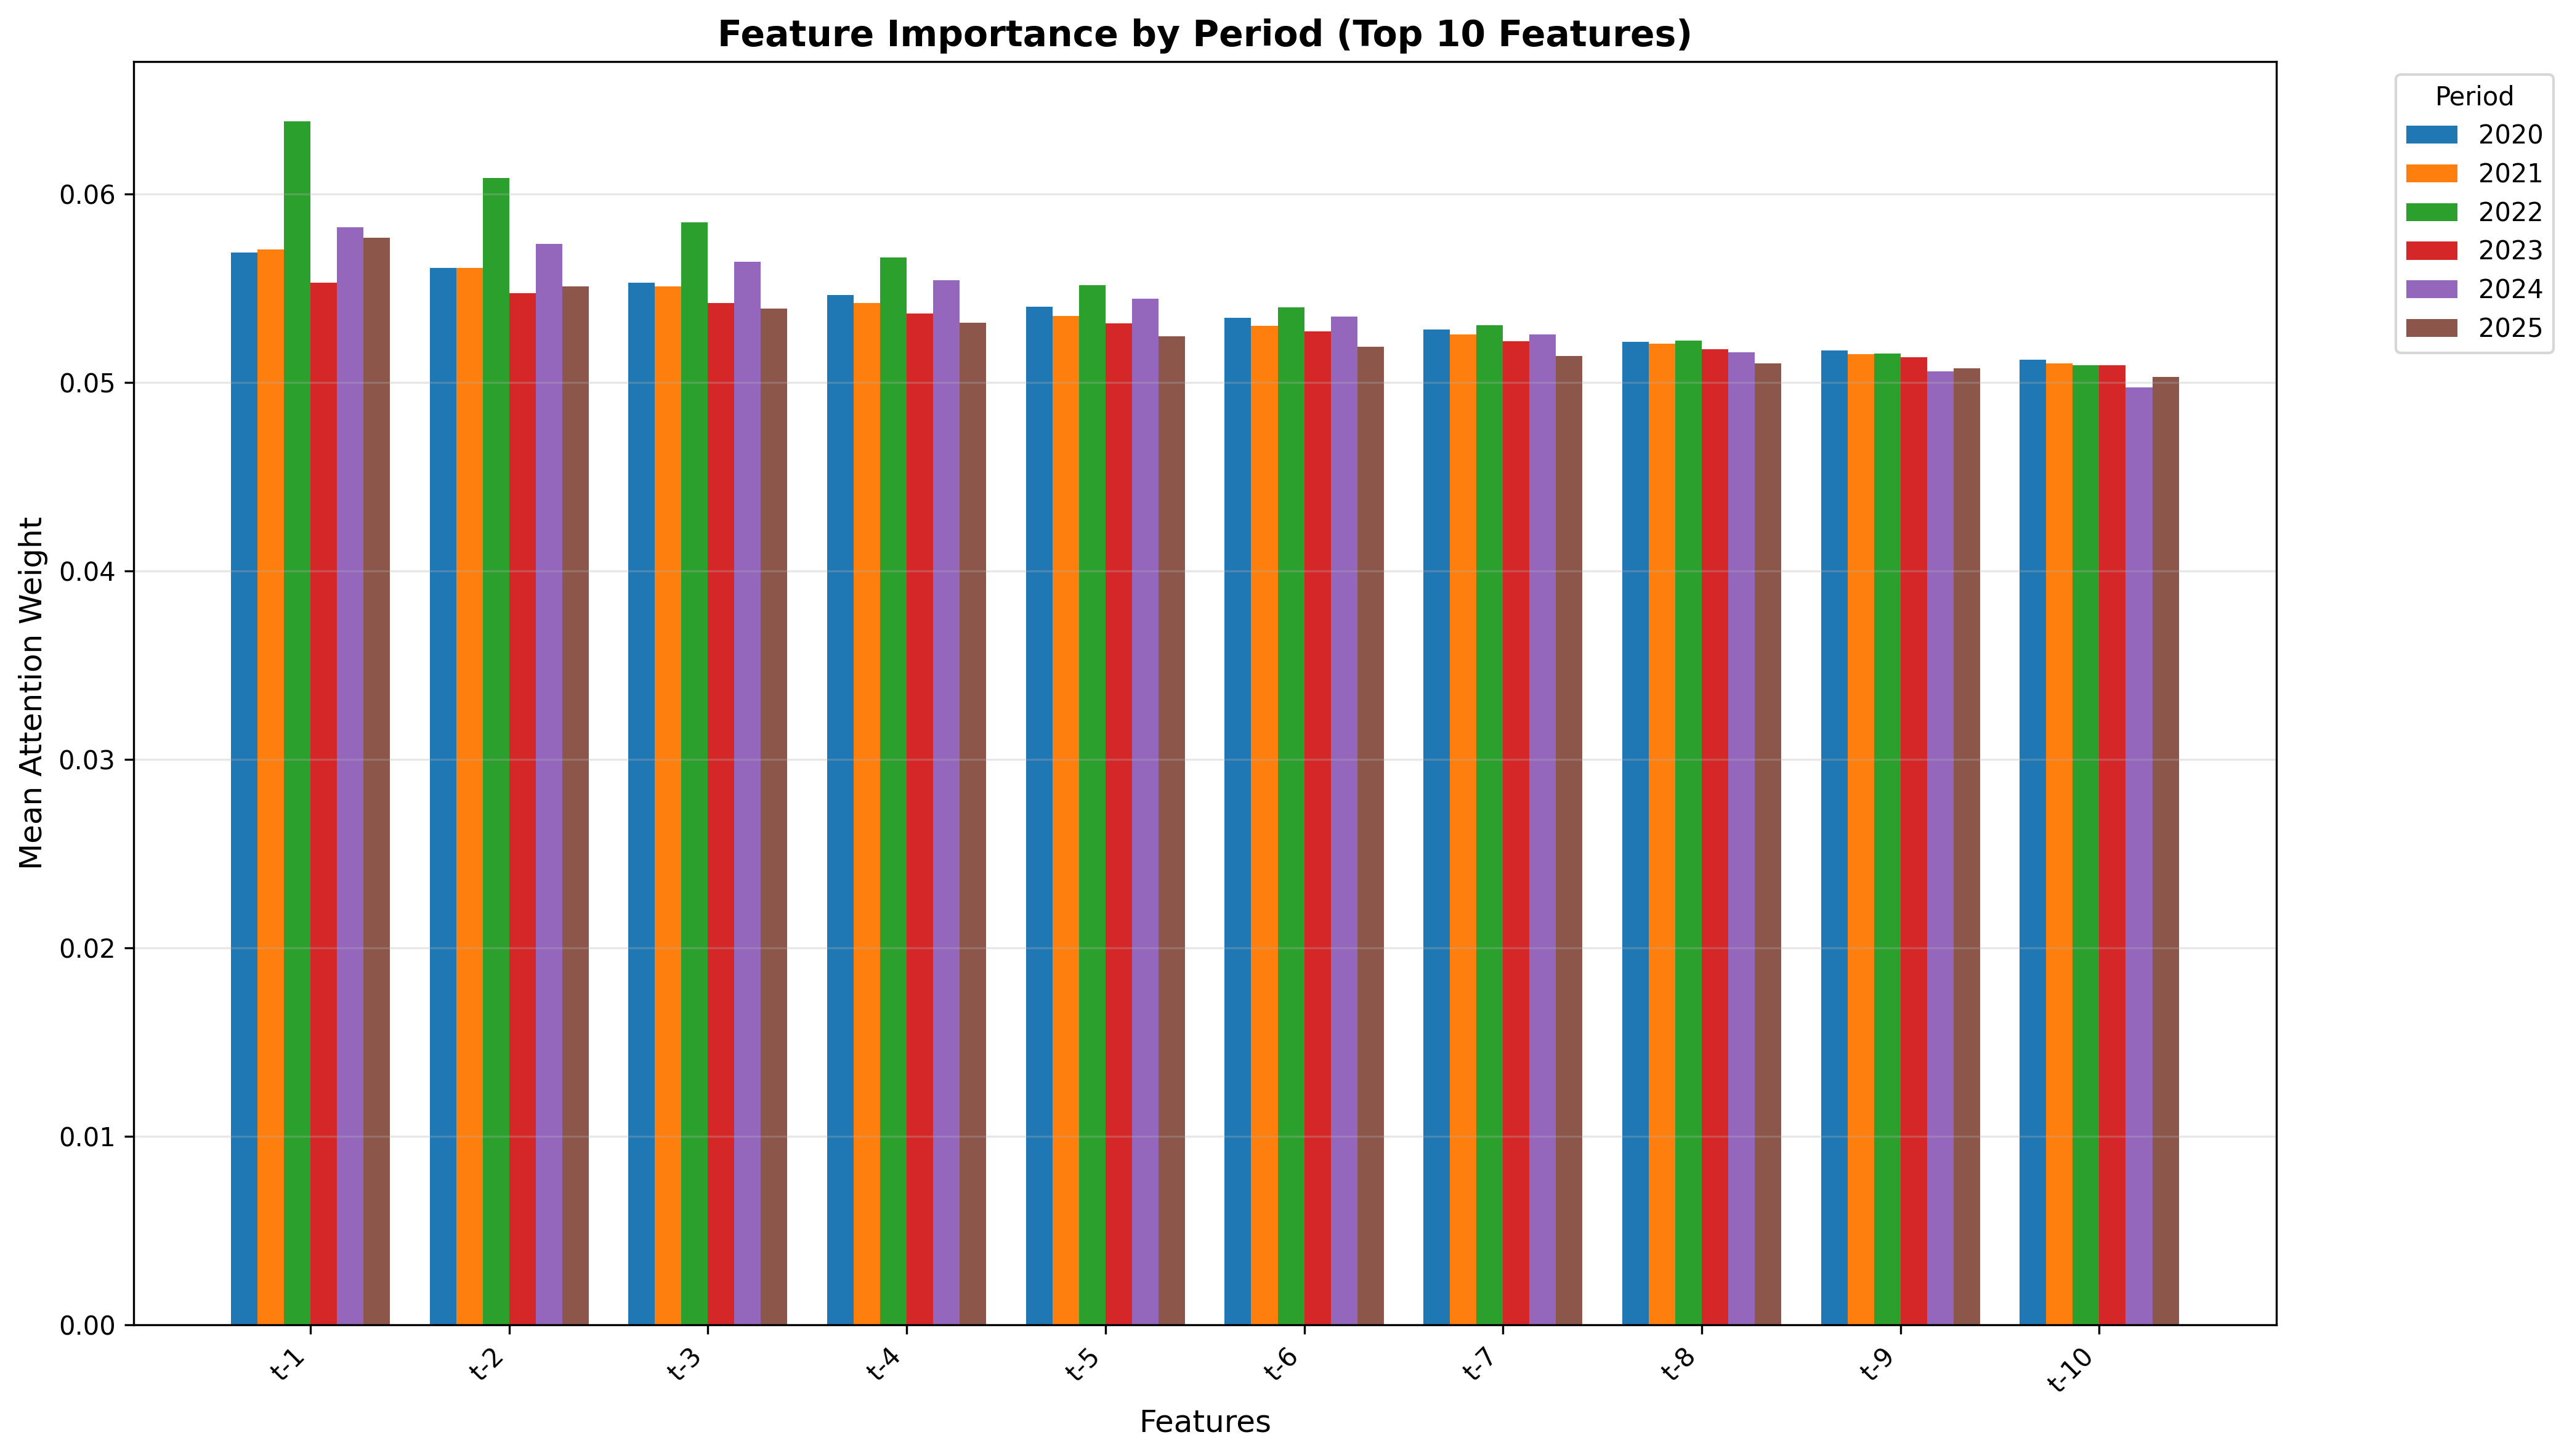 Feature Importance by Period (Top 10 Features)
Period
2020
2021
2022
2023
2024
2025
Mean Attention Weight
0.06
0.05
0.04
0.03
0.02
0.01
0.00
t-1
t-2
t-3
t-4
t-5
t-6
t-7
t-8
t-9
t-10
Features